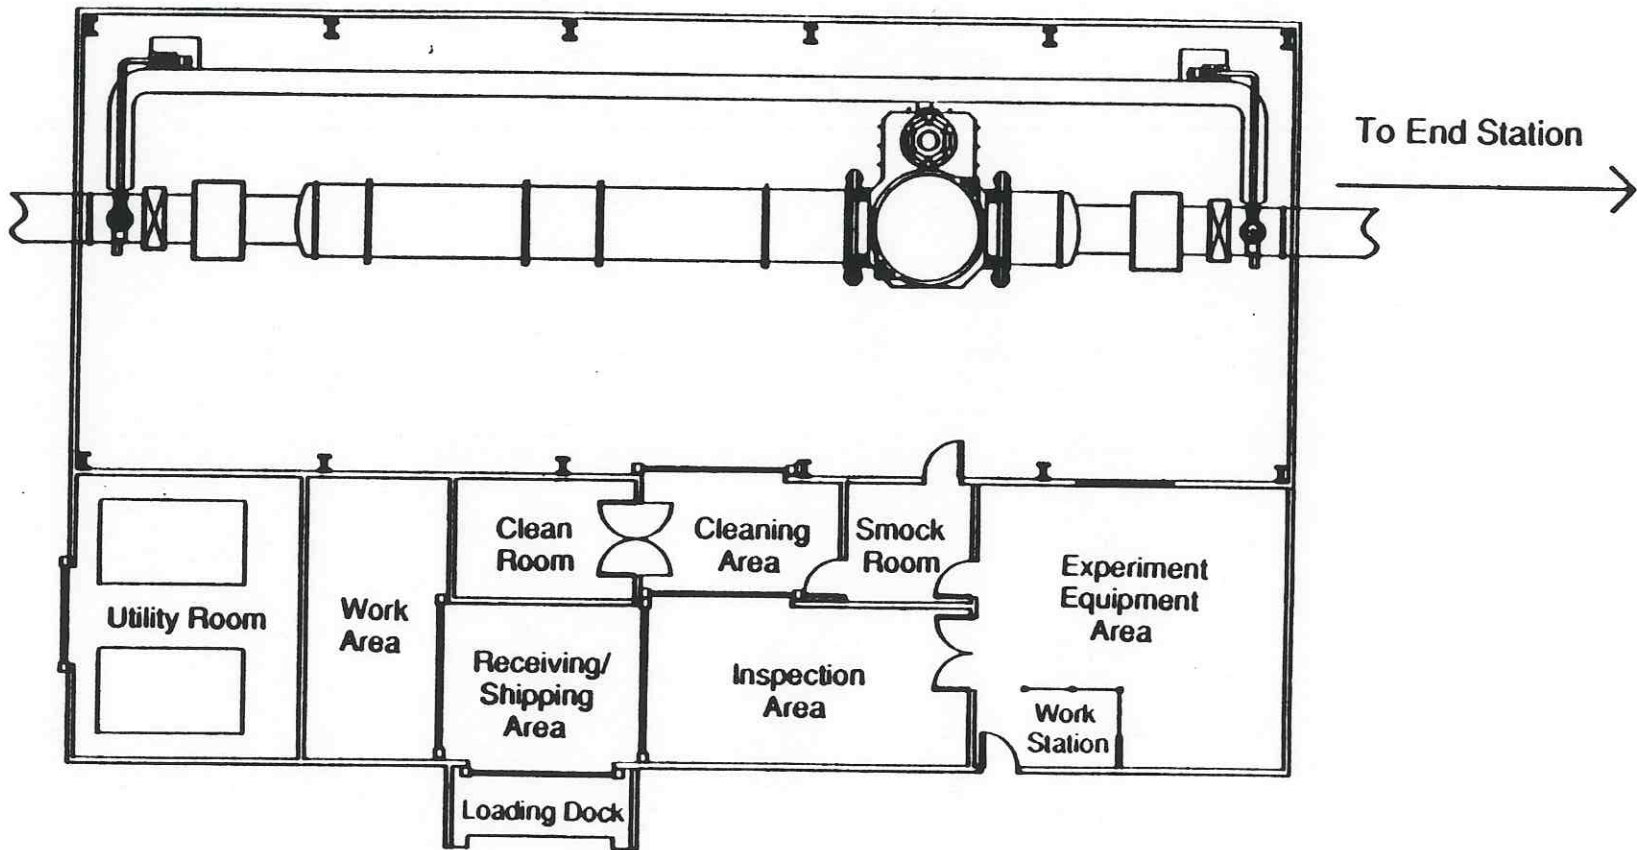 To End Station
Clean
Room
Cleaning
Area
Smock
Room
Experiment
Equipment
Area
Utility Room
Work
Area
Receiving/
Shipping
Area
Inspection
Area
Work
Station
Loading Dock